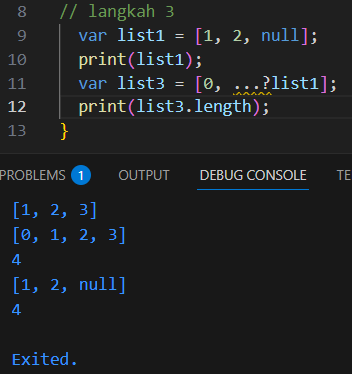 8 // langkah 3
9 var list1 = [1, 2, null];
10 print(list1);
11 var list3 = [0, ...?list1];
12 print(list3.length);
13 }
PROBLEMS 1 OUTPUT DEBUG CONSOLE TE
[1, 2, 3]
[0, 1, 2, 3]
4
[1, 2, null]
4
Exited.